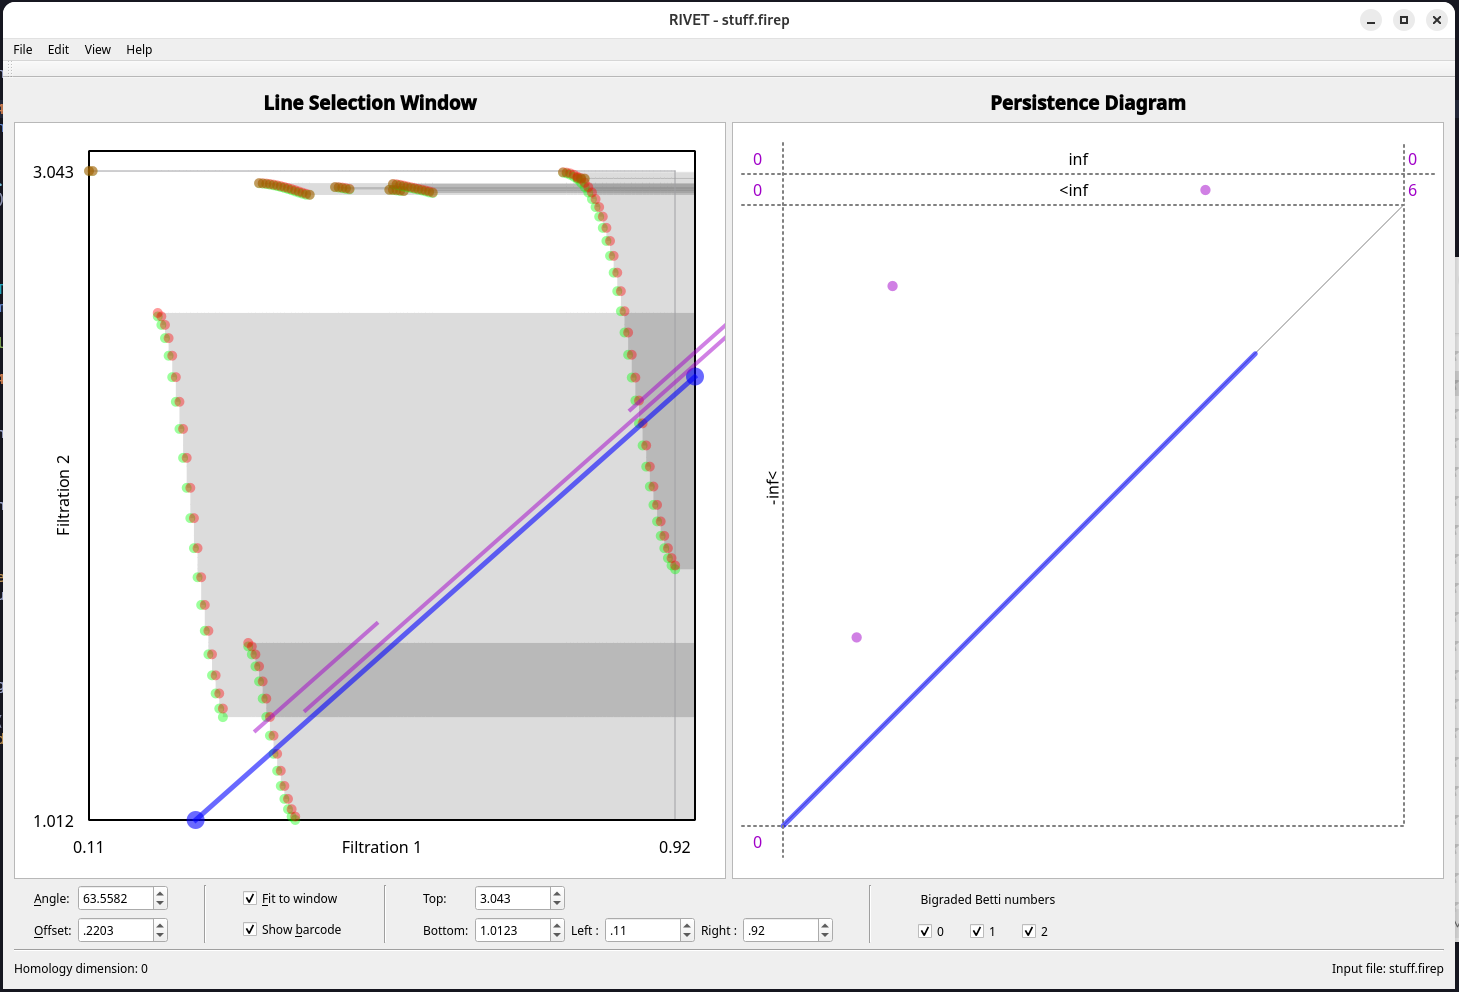 RIVET - stuff.firep
File Edit View Help
Line Selection Window
Persistence Diagram
3.043
Filtration 2
1.012
0.11
Filtration 1
0.92
0 inf 0
0 <inf 6
-inf<
0
Angle: 63.5582
Fit to window
Top: 3.043
Bigraded Betti numbers
Offset: .2203
Show barcode
Bottom: 1.0123 Left : .11 Right : .92
0 1 2
Homology dimension: 0
Input file: stuff.firep